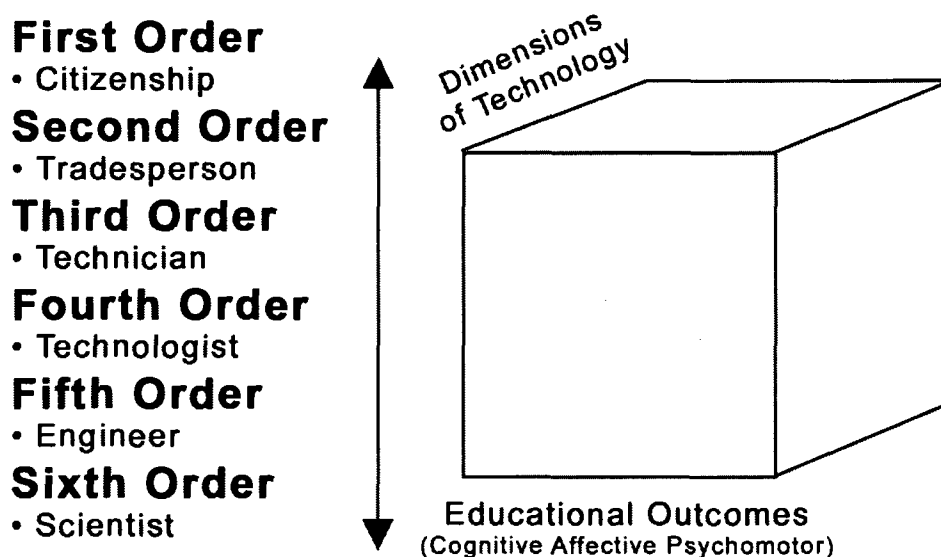 First Order
• Citizenship
Second Order
• Tradesperson
Third Order
• Technician
Fourth Order
• Technologist
Fifth Order
• Engineer
Sixth Order
• Scientist
Dimensions
of Technology
Educational Outcomes
(Cognitive Affective Psychomotor)